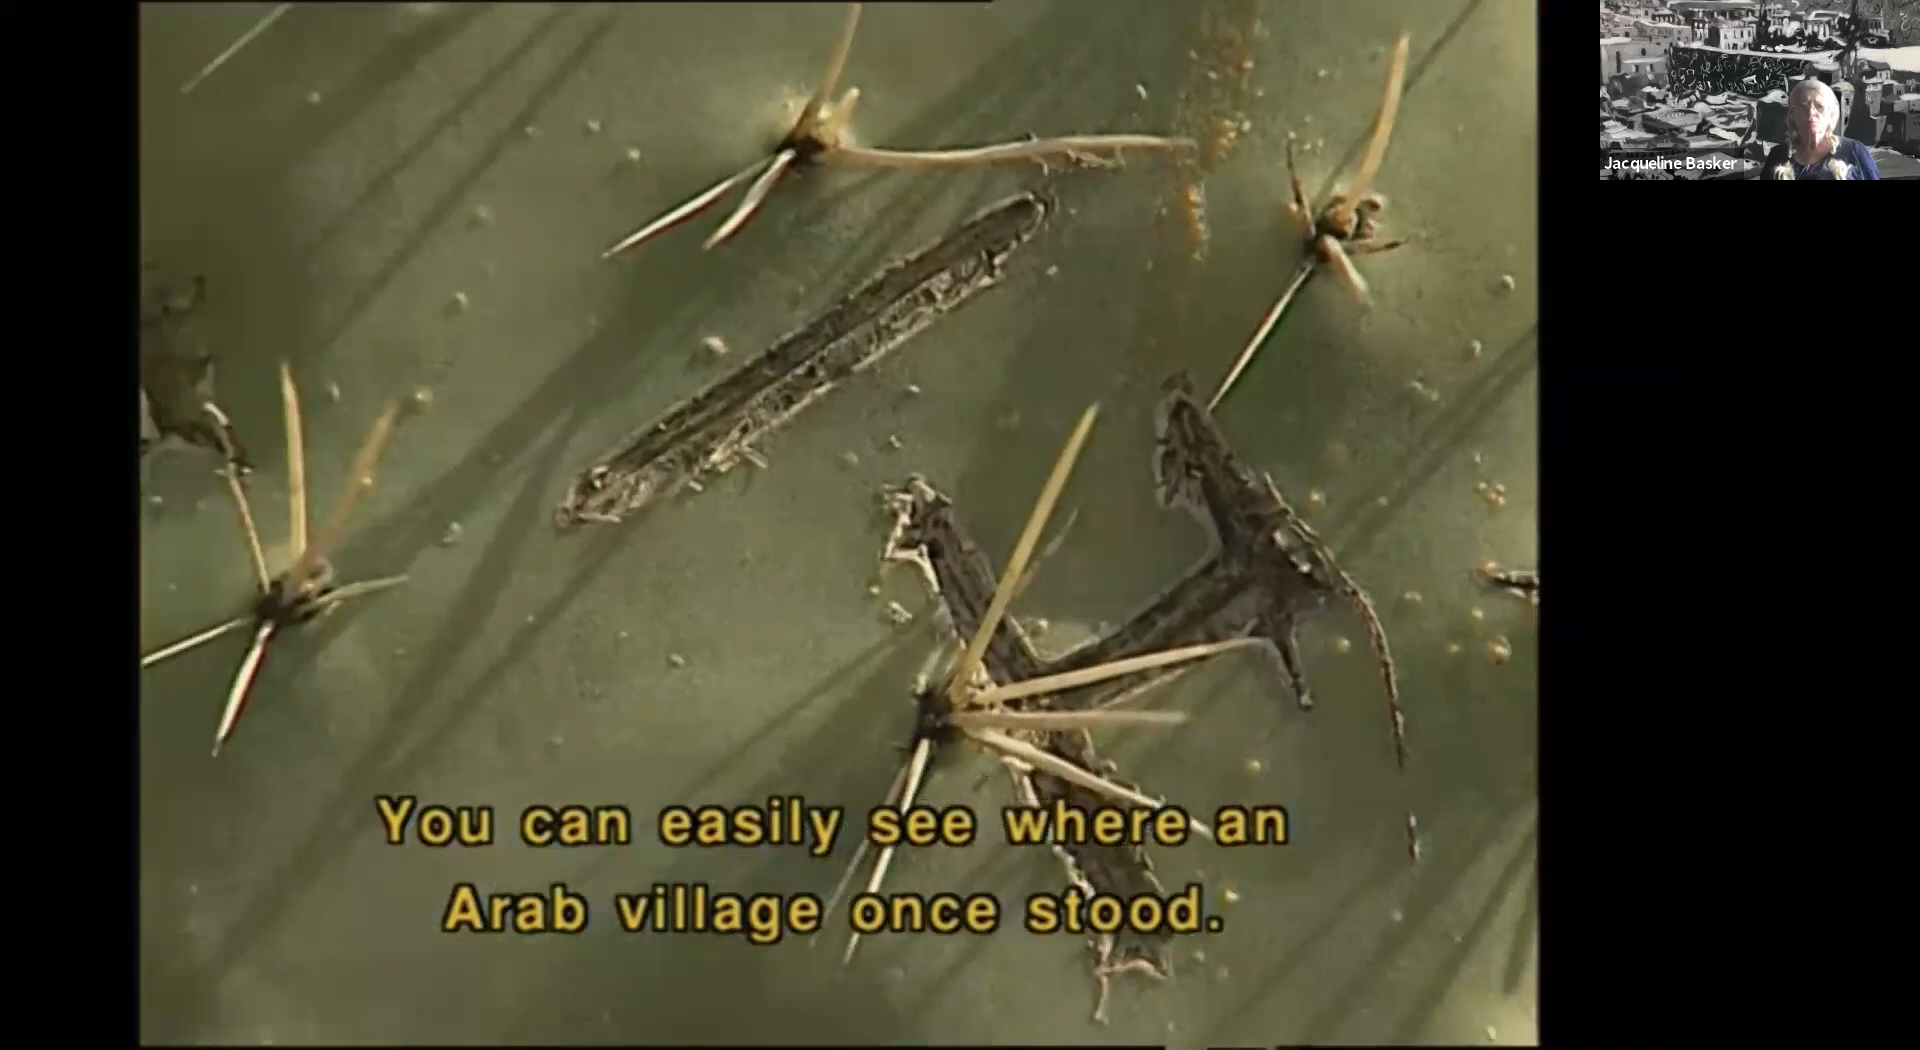 Jacqueline Basker
You can easily see where an
Arab village once stood.